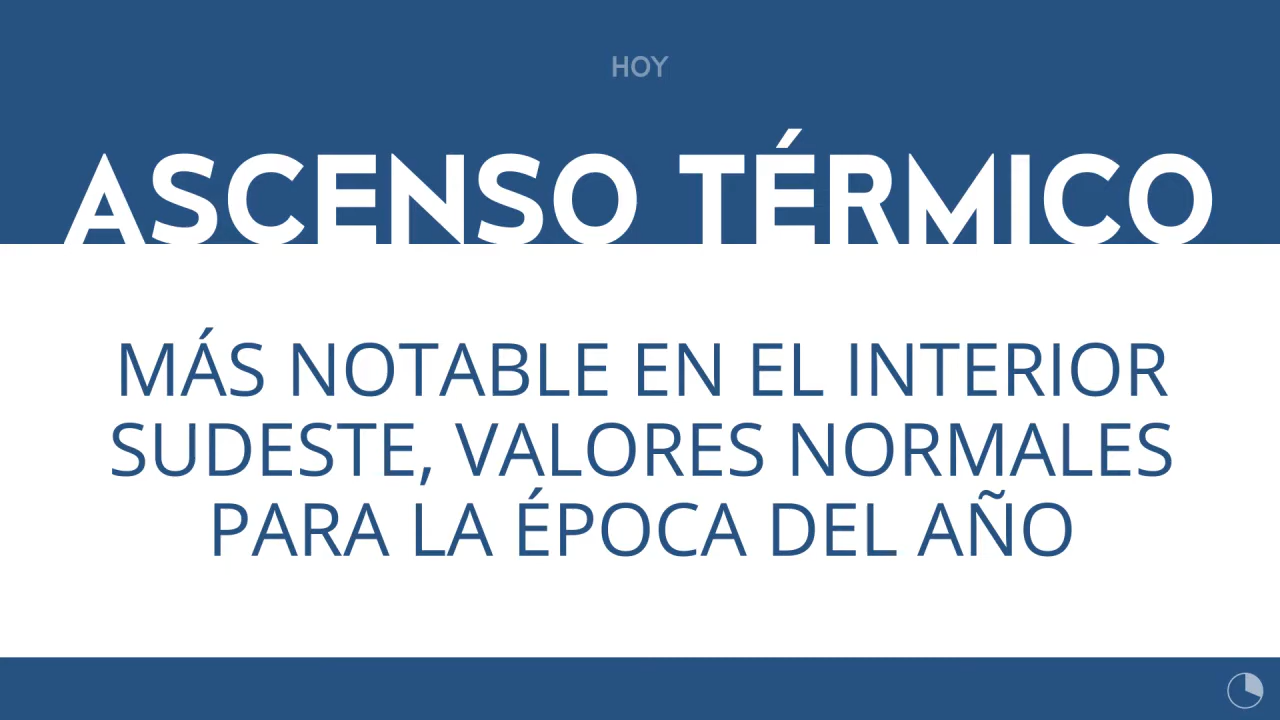 HOY
ASCENSO TÉRMICO
MÁS NOTABLE EN EL INTERIOR
SUDESTE, VALORES NORMALES
PARA LA ÉPOCA DEL AÑO